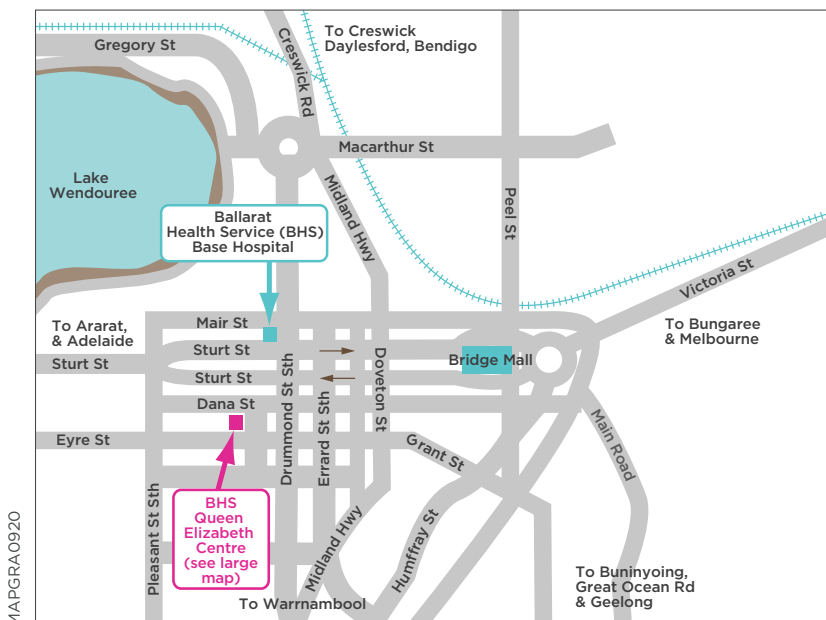 Gregory St
Creswick Rd
To Creswick
Daylesford, Bendigo
Macarthur St
Lake
Wendouree
Midland Hwy
Peel St
Ballarat
Health Service (BHS)
Base Hospital
Victoria St
To Ararat,
& Adelaide
Mair St
To Bungaree
& Melbourne
Sturt St
Sturt St
Bridge Mall
Sturt St
Dana St
Drummond St Sth
Errard St Sth
Doveton St
Eyre St
Grant St
Main Road
BHS
Queen
Elizabeth
Centre
(see large
map)
Pleasant St Sth
Midland Hwy
Humffray St
To Warrnambool
To Buninyoing,
Great Ocean Rd
& Geelong
MAPGRA0920